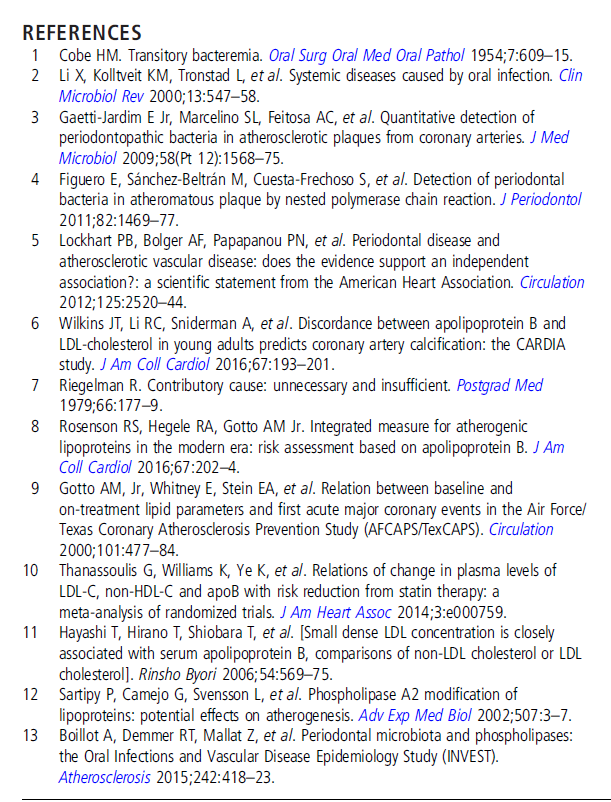 REFERENCES
1 Cobe HM. Transitory bacteremia. Oral Surg Oral Med Oral Pathol 1954;7:609–15.
2 Li X, Kolltveit KM, Tronstad L, et al. Systemic diseases caused by oral infection. Clin
Microbiol Rev 2000;13:547–58.
3 Gaetti-Jardim E Jr, Marcelino SL, Feitosa AC, et al. Quantitative detection of
periodontopathic bacteria in atherosclerotic plaques from coronary arteries. J Med
Microbiol 2009;58(Pt 12):1568–75.
4 Figuero E, Sánchez-Beltrán M, Cuesta-Frechoso S, et al. Detection of periodontal
bacteria in atheromatous plaque by nested polymerase chain reaction. J Periodontol
2011;82:1469–77.
5 Lockhart PB, Bolger AF, Papapanou PN, et al. Periodontal disease and
atherosclerotic vascular disease: does the evidence support an independent
association?: a scientific statement from the American Heart Association. Circulation
2012;125:2520–44.
6 Wilkins JT, Li RC, Sniderman A, et al. Discordance between apolipoprotein B and
LDL-cholesterol in young adults predicts coronary artery calcification: the CARDIA
study. J Am Coll Cardiol 2016;67:193–201.
7 Riegelman R. Contributory cause: unnecessary and insufficient. Postgrad Med
1979;66:177–9.
8 Rosenson RS, Hegele RA, Gotto AM Jr. Integrated measure for atherogenic
lipoproteins in the modern era: risk assessment based on apolipoprotein B. J Am
Coll Cardiol 2016;67:202–4.
9 Gotto AM, Jr, Whitney E, Stein EA, et al. Relation between baseline and
on-treatment lipid parameters and first acute major coronary events in the Air Force/
Texas Coronary Atherosclerosis Prevention Study (AFCAPS/TexCAPS). Circulation
2000;101:477–84.
10 Thanassoulis G, Williams K, Ye K, et al. Relations of change in plasma levels of
LDL-C, non-HDL-C and apoB with risk reduction from statin therapy: a
meta-analysis of randomized trials. J Am Heart Assoc 2014;3:e000759.
11 Hayashi T, Hirano T, Shiobara T, et al. [Small dense LDL concentration is closely
associated with serum apolipoprotein B, comparisons of non-LDL cholesterol or LDL
cholesterol]. Rinsho Byori 2006;54:569–75.
12 Sartipy P, Camejo G, Svensson L, et al. Phospholipase A2 modification of
lipoproteins: potential effects on atherogenesis. Adv Exp Med Biol 2002;507:3–7.
13 Boillot A, Demmer RT, Mallat Z, et al. Periodontal microbiota and phospholipases:
the Oral Infections and Vascular Disease Epidemiology Study (INVEST).
Atherosclerosis 2015;242:418–23.